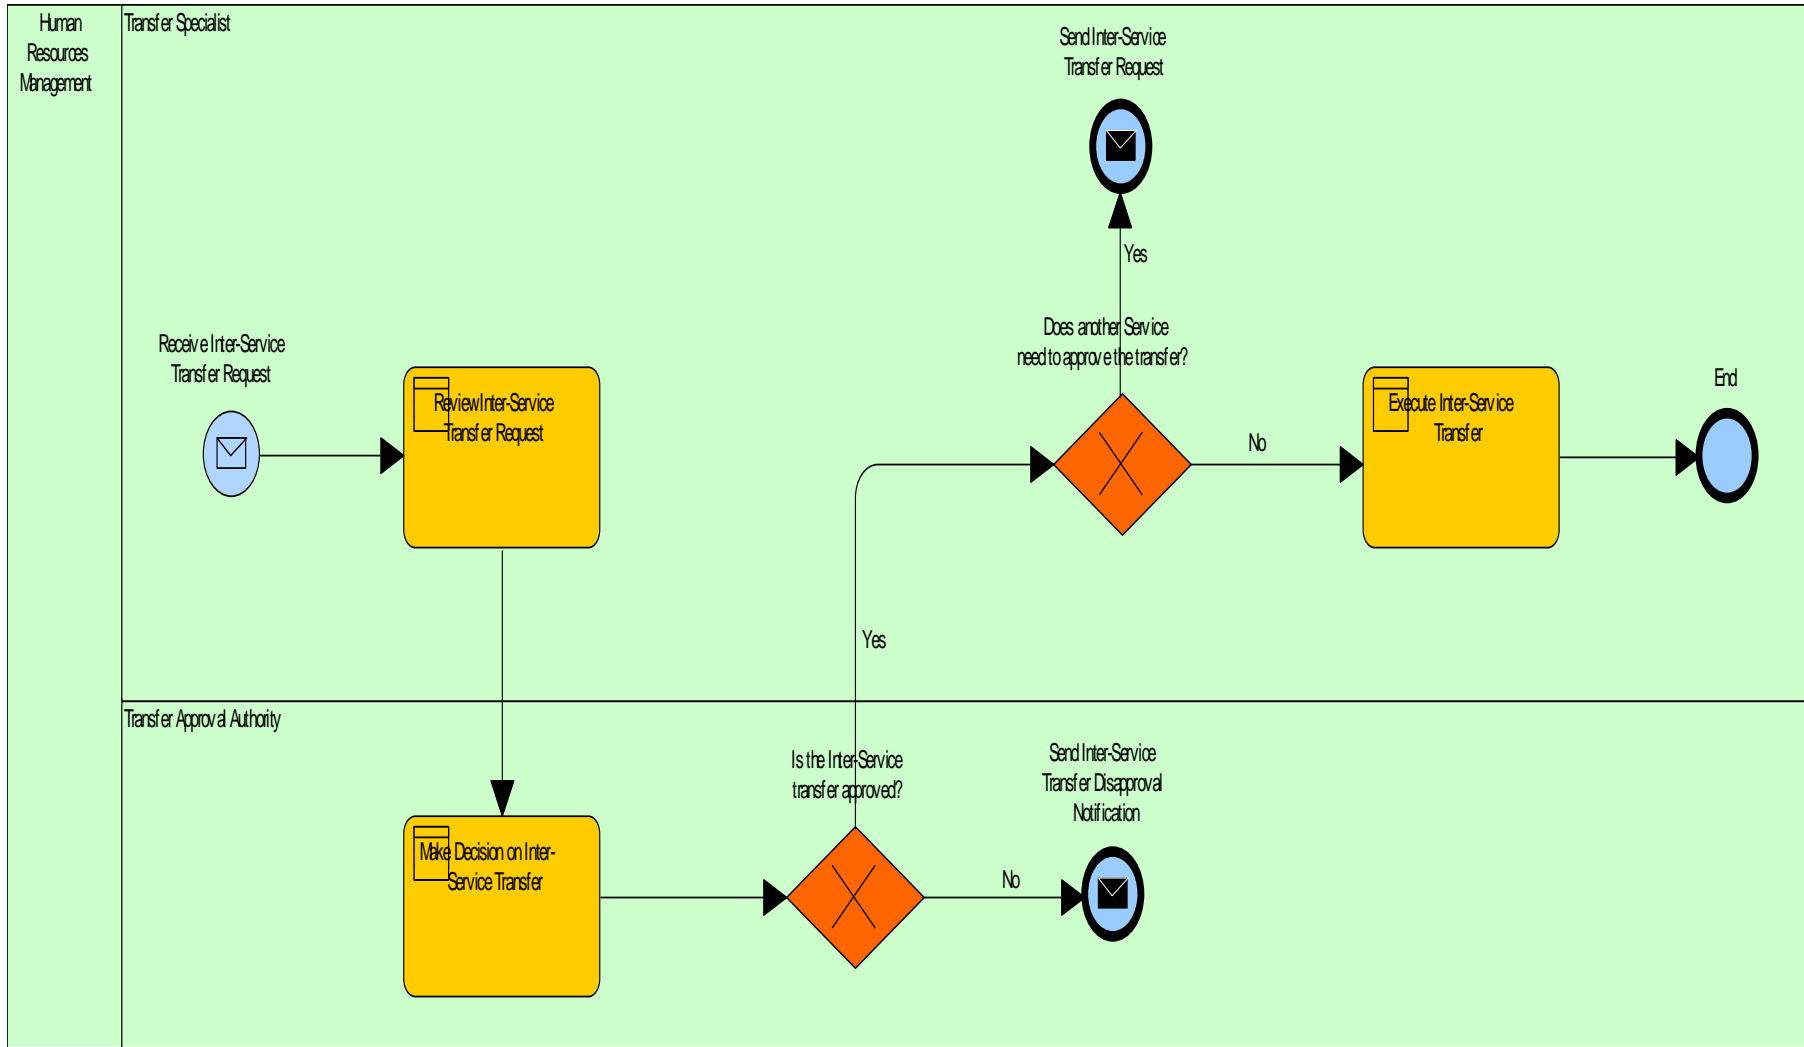 Human
Resources
Management
Transfer Specialist
Send Inter-Service
Transfer Request
Yes
Does another Service
need to approve the transfer?
Receive Inter-Service
Transfer Request
Review Inter-Service
Transfer Request
No
Execute Inter-Service
Transfer
End
Yes
Transfer Approval Authority
Is the Inter-Service
transfer approved?
Send Inter-Service
Transfer Disapproval
Notification
Make Decision on Inter-
Service Transfer
No